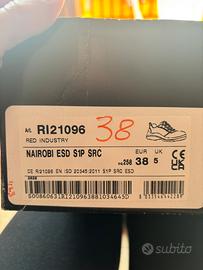 Art. RI21096 38
RED INDUSTRY
NAIROBI ESD S1P SRC
EUR UK
258 38 5
CE RI21096 EN ISO 20345:2011 S1P SRC ESD
subito